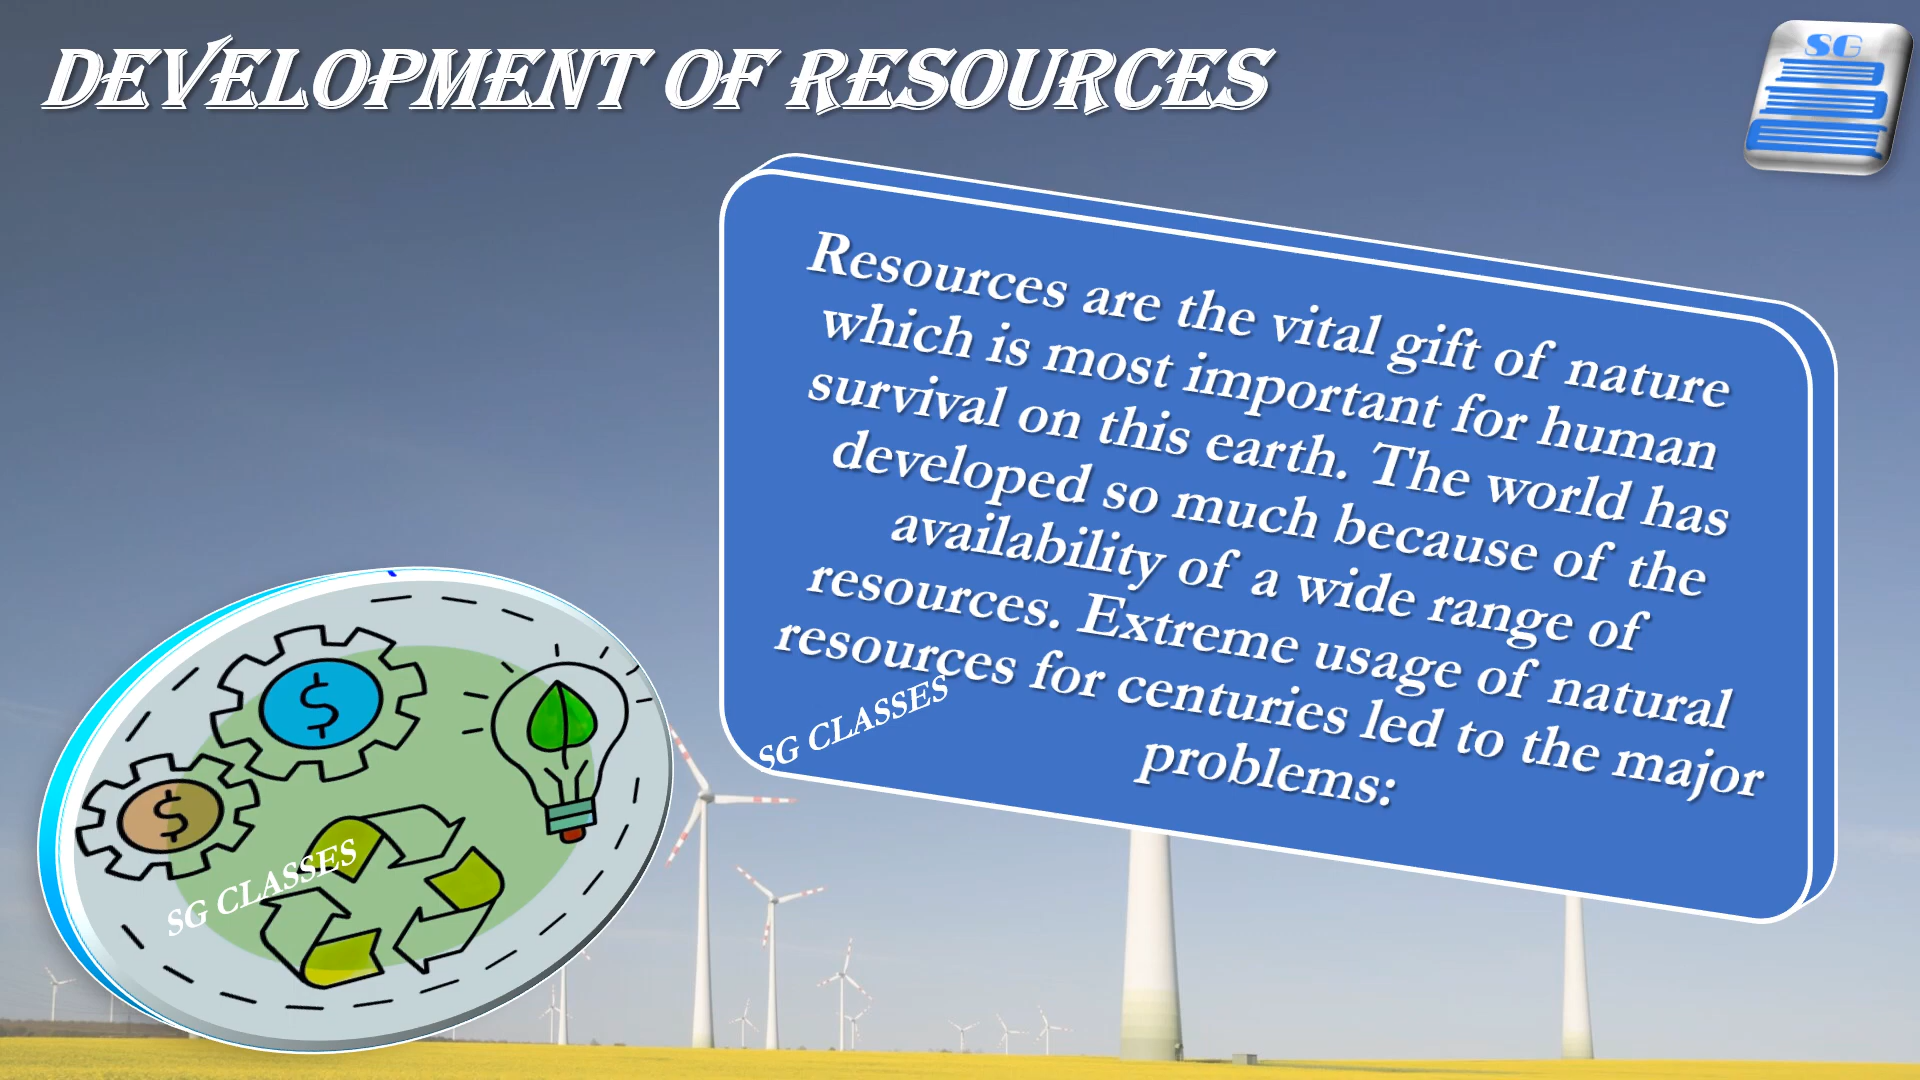 DEVELOPMENT OF RESOURCES
SG
Resources are the vital gift of nature
which is most important for human
survival on this earth. The world has
developed so much because of the
availability of a wide range of
resources. Extreme usage of natural
resources for centuries led to the major
problems:
SG CLASSES
$
$
SG CLASSES